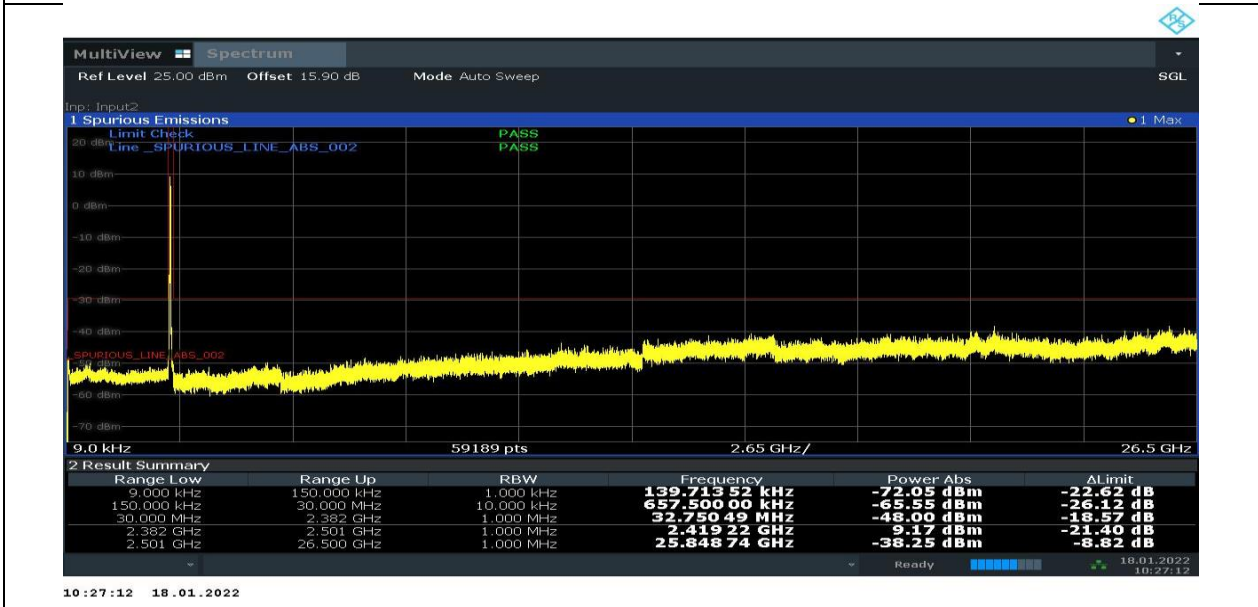 R&S
MultiView Spectrum
Ref Level 25.00 dBm Offset 15.90 dB Mode Auto Sweep SGL
Inp: Input2
1 Spurious Emissions 1 Max
Limit Check PASS
20 dBm
Line _SPURIOUS_LINE_ABS_002 PASS
10 dBm
0 dBm
-10 dBm
-20 dBm
-30 dBm
-40 dBm
_SPURIOUS_LINE_ABS_002
-50 dBm
-60 dBm
-70 dBm
9.0 kHz 59189 pts 2.65 GHz/ 26.5 GHz
2 Result Summary
Range Low Range Up RBW Frequency Power Abs ΔLimit
9.000 kHz 150.000 kHz 1.000 kHz 139.713 52 kHz -72.05 dBm -22.62 dB
150.000 kHz 30.000 MHz 10.000 kHz 657.500 00 kHz -65.55 dBm -26.12 dB
30.000 MHz 2.382 GHz 1.000 MHz 32.750 49 MHz -48.00 dBm -18.57 dB
2.382 GHz 2.501 GHz 1.000 MHz 2.419 22 GHz 9.17 dBm -21.40 dB
2.501 GHz 26.500 GHz 1.000 MHz 25.848 74 GHz -38.25 dBm -8.82 dB
Ready 18.01.2022
10:27:12
10:27:12 18.01.2022